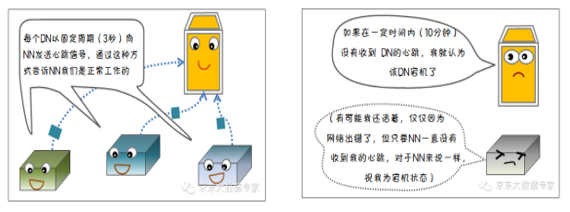 每个DN以固定周期（3秒）向
NN发送心跳信号，通过这种方
式告诉NN我们是正常工作的
京东大数据专家
如果在一定时间内（10分钟）
没有收到 DN的心跳，我就认为
该DN宕机了
（有可能我还活着，仅仅因为
网络出错了，但只要NN一直没有
收到我的心跳，对于NN来说一样，
视我为宕机状态）
京东大数据专家